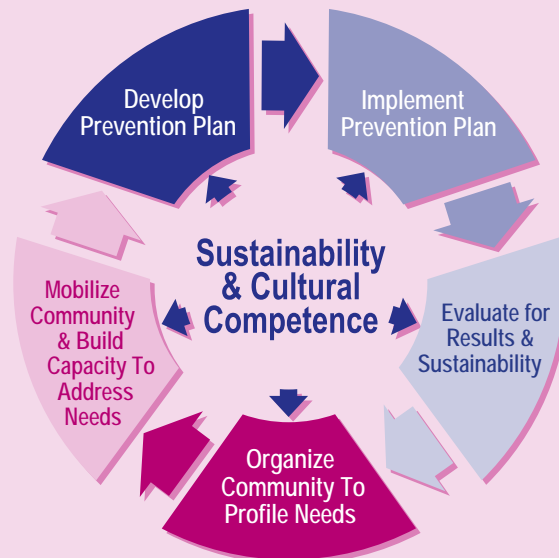 Develop
Prevention Plan
Implement
Prevention Plan
Sustainability
& Cultural
Competence
Mobilize
Community
& Build
Capacity To
Address
Needs
Evaluate for
Results &
Sustainability
Organize
Community To
Profile Needs